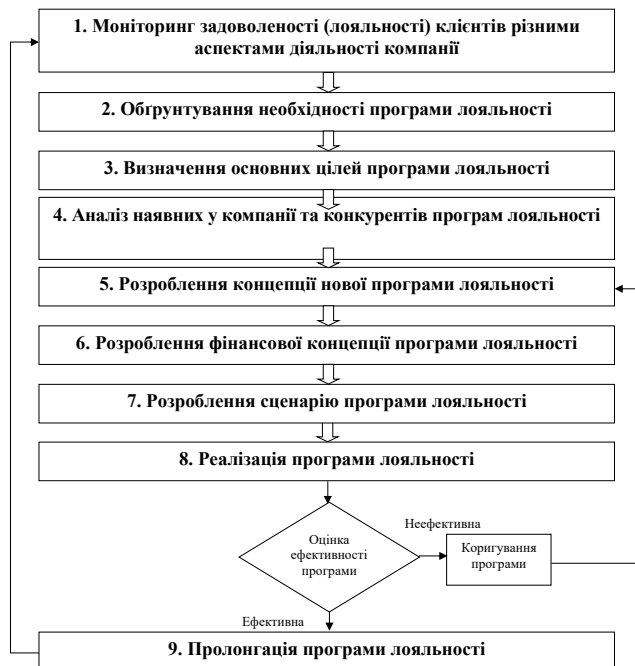 1. Моніторинг задоволеності (лояльності) клієнтів різними
аспектами діяльності компанії
2. Обґрунтування необхідності програми лояльності
3. Визначення основних цілей програми лояльності
4. Аналіз наявних у компанії та конкурентів програм лояльності
5. Розроблення концепції нової програми лояльності
6. Розроблення фінансової концепції програми лояльності
7. Розроблення сценарію програми лояльності
8. Реалізація програми лояльності
Оцінка
ефективності
програми
Неефективна
Коригування
програми
Ефективна
9. Пролонгація програми лояльності